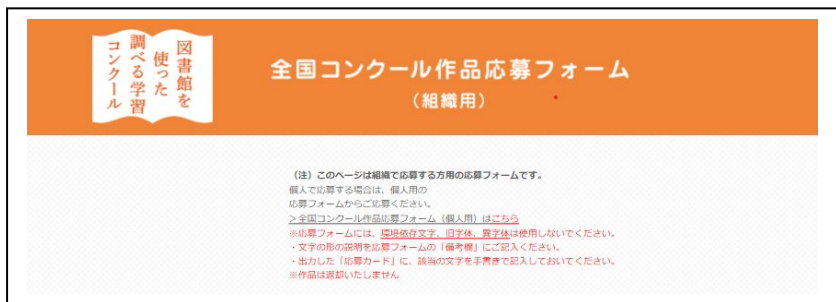 図書館を
使った
調べる学習
コンクール
全国コンクール作品応募フォーム
（組織用）
（注）このページは組織で応募する方用の応募フォームです。
個人で応募する場合は、個人用の
応募フォームからご応募ください。
＞全国コンクール作品応募フォーム（個人用）はこちら
※応募フォームには、環境依存文字、旧字体、異字体は使用しないでください。
・文字の形の説明を応募フォームの「備考欄」にご記入ください。
・出力した「応募カード」に、該当の文字を手書きで記入しておいてください。
※作品は返却いたしません